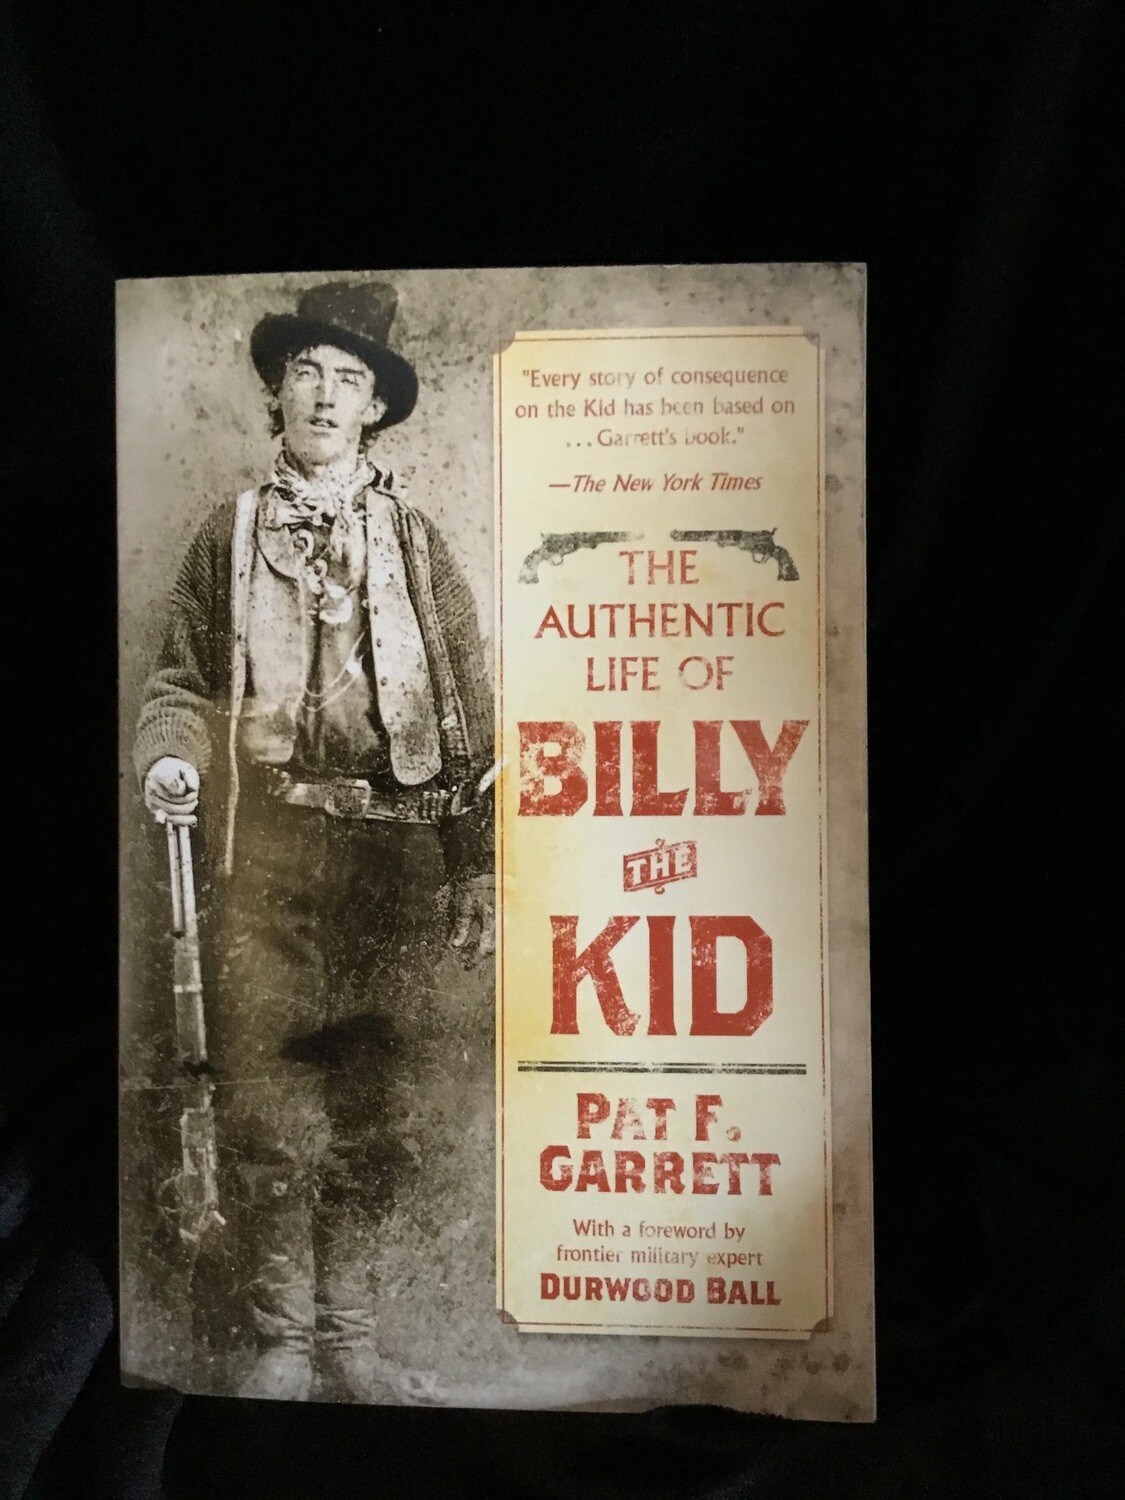 "Every story of consequence
on the Kid has been based on
...Garrett's book."
—The New York Times
THE
AUTHENTIC
LIFE OF
BILLY
THE
KID
PAT F.
GARRETT
With a foreword by
frontier military expert
DURWOOD BALL